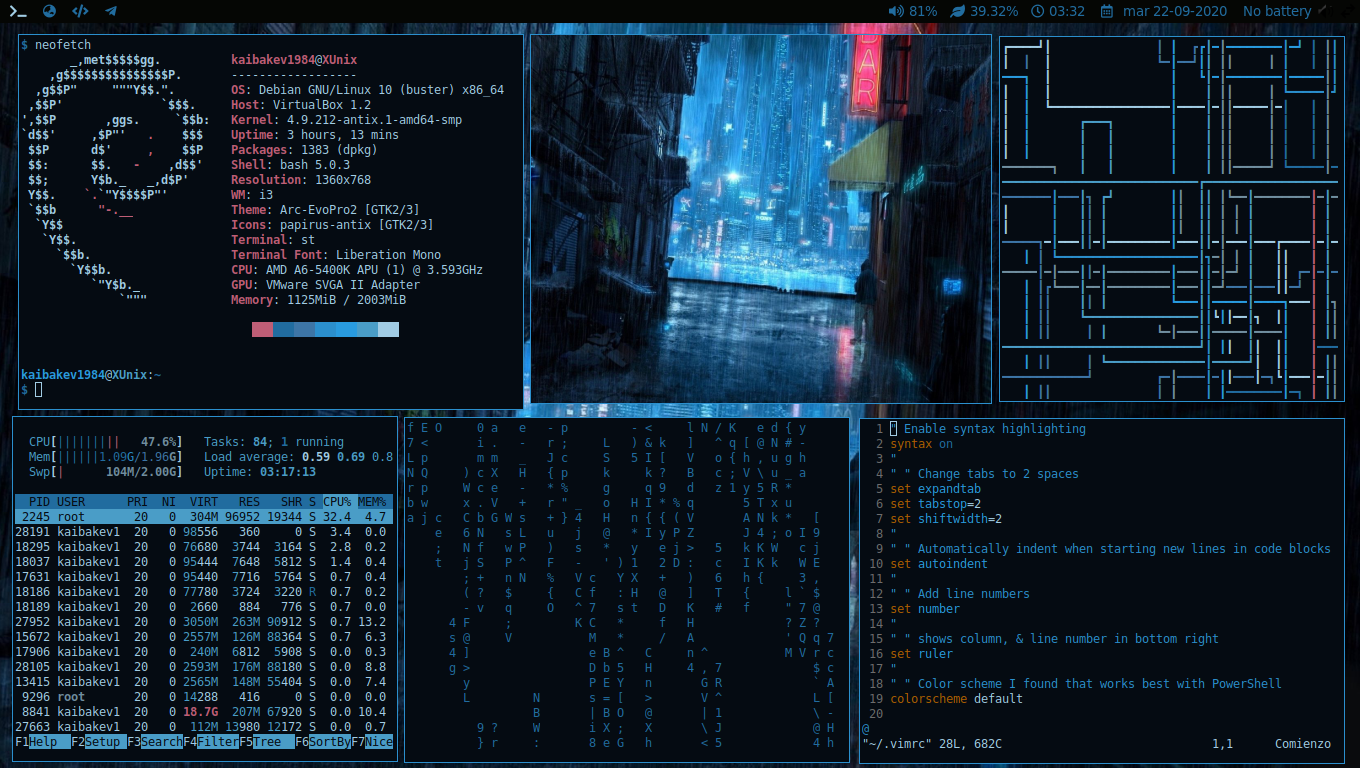 81% 39.32% 03:32 mar 22-09-2020 No battery
$ neofetch
kaibakev1984@XUnix
------------------
OS: Debian GNU/Linux 10 (buster) x86_64
Host: VirtualBox 1.2
Kernel: 4.9.212-antix.1-amd64-smp
Uptime: 3 hours, 13 mins
Packages: 1383 (dpkg)
Shell: bash 5.0.3
Resolution: 1360x768
WM: i3
Theme: Arc-EvoPro2 [GTK2/3]
Icons: papirus-antix [GTK2/3]
Terminal: st
Terminal Font: Liberation Mono
CPU: AMD A6-5400K APU (1) @ 3.593GHz
GPU: VMware SVGA II Adapter
Memory: 1125MiB / 2003MiB
kaibakev1984@XUnix:~
$
BAR
CPU[|||||||||| 47.6%] Tasks: 84; 1 running
Mem[||||||1.09G/1.96G] Load average: 0.59 0.69 0.8
Swp[| 104M/2.00G] Uptime: 03:17:13
PID USER PRI NI VIRT RES SHR S CPU% MEM%
2245 root 20 0 304M 96952 19344 S 32.4 4.7
28191 kaibakev1 20 0 98556 360 0 S 3.4 0.0
18295 kaibakev1 20 0 76680 3744 3164 S 2.8 0.2
18037 kaibakev1 20 0 95444 7648 5812 S 1.4 0.4
17631 kaibakev1 20 0 95440 7716 5764 S 0.7 0.4
18186 kaibakev1 20 0 77780 3724 3220 R 0.7 0.2
18189 kaibakev1 20 0 2660 884 776 S 0.7 0.0
27952 kaibakev1 20 0 3050M 263M 90912 S 0.7 13.2
15672 kaibakev1 20 0 2557M 126M 88364 S 0.7 6.3
17906 kaibakev1 20 0 240M 6812 5908 S 0.0 0.3
28105 kaibakev1 20 0 2593M 176M 88180 S 0.0 8.8
13415 kaibakev1 20 0 2565M 148M 55404 S 0.0 7.4
9296 root 20 0 14288 416 0 S 0.0 0.0
8841 kaibakev1 20 0 18.7G 207M 67920 S 0.0 10.4
27663 kaibakev1 20 0 112M 13980 12172 S 0.0 0.7
F1Help F2Setup F3SearchF4FilterF5Tree F6SortByF7Nice
1 " Enable syntax highlighting
2 syntax on
3 "
4 " " Change tabs to 2 spaces
5 set expandtab
6 set tabstop=2
7 set shiftwidth=2
8 "
9 " " Automatically indent when starting new lines in code blocks
10 set autoindent
11 "
12 " " Add line numbers
13 set number
14 "
15 " " shows column, & line number in bottom right
16 set ruler
17 "
18 " " Color scheme I found that works best with PowerShell
19 colorscheme default
20
@
"~/.vimrc" 28L, 682C 1,1 Comienzo